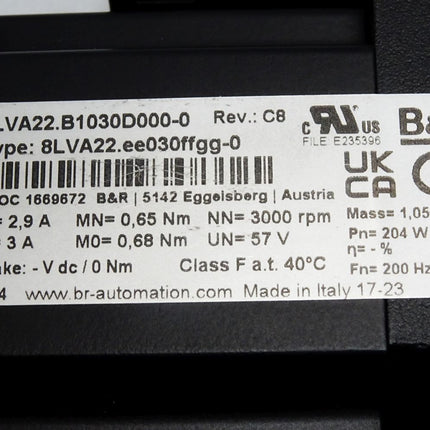 LVA22.B1030D000-0 Rev.: C8
ype: 8LVA22.ee030ffgg-0
c UR US
FILE: E235396
B&
UK
CA
OC 1669672 B&R | 5142 Eggelsberg | Austria
= 2,9 A MN= 0,65 Nm NN= 3000 rpm Mass= 1,05
= 3 A M0= 0,68 Nm UN= 57 V Pn= 204 W
η= - %
ake: - V dc / 0 Nm Class F a.t. 40°C Fn= 200 Hz
4 www.br-automation.com Made in Italy 17-23